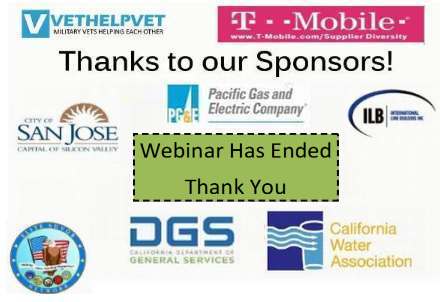 VETHELPVET
MILITARY VETS HELPING EACH OTHER
T··Mobile·
www.T-Mobile.com/Supplier Diversity
Thanks to our Sponsors!
CITY OF
SAN JOSE
CAPITAL OF SILICON VALLEY
PG&E
Pacific Gas and
Electric Company®
ILB
INTERNATIONAL
LINE BUILDERS INC
Webinar Has Ended
Thank You
NETWORK
DGS
CALIFORNIA DEPARTMENT OF
GENERAL SERVICES
California
Water
Association